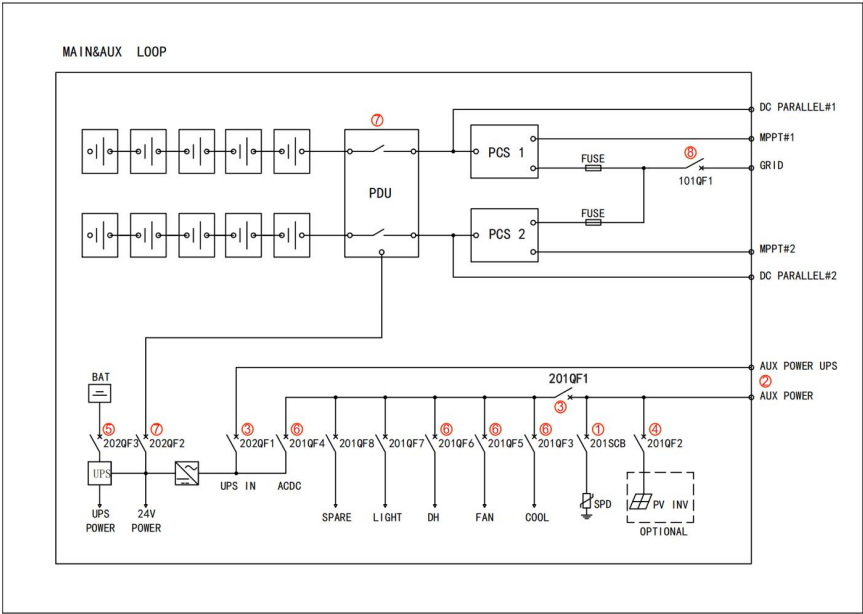 MAIN&AUX LOOP
DC PARALLEL#1
⑦
MPPT#1
PCS 1
FUSE
⑧
GRID
101QF1
PDU
FUSE
PCS 2
MPPT#2
DC PARALLEL#2
AUX POWER UPS
BAT
201QF1
②
③
AUX POWER
⑤
⑦
③
⑥
⑥
⑥
⑥
①
④
202QF3
202QF2
202QF1
201QF4
201QF8
201QF7
201QF6
201QF5
201QF3
201SCB
201QF2
UPS
UPS IN
ACDC
SPD
PV INV
UPS POWER
24V POWER
SPARE
LIGHT
DH
FAN
COOL
OPTIONAL